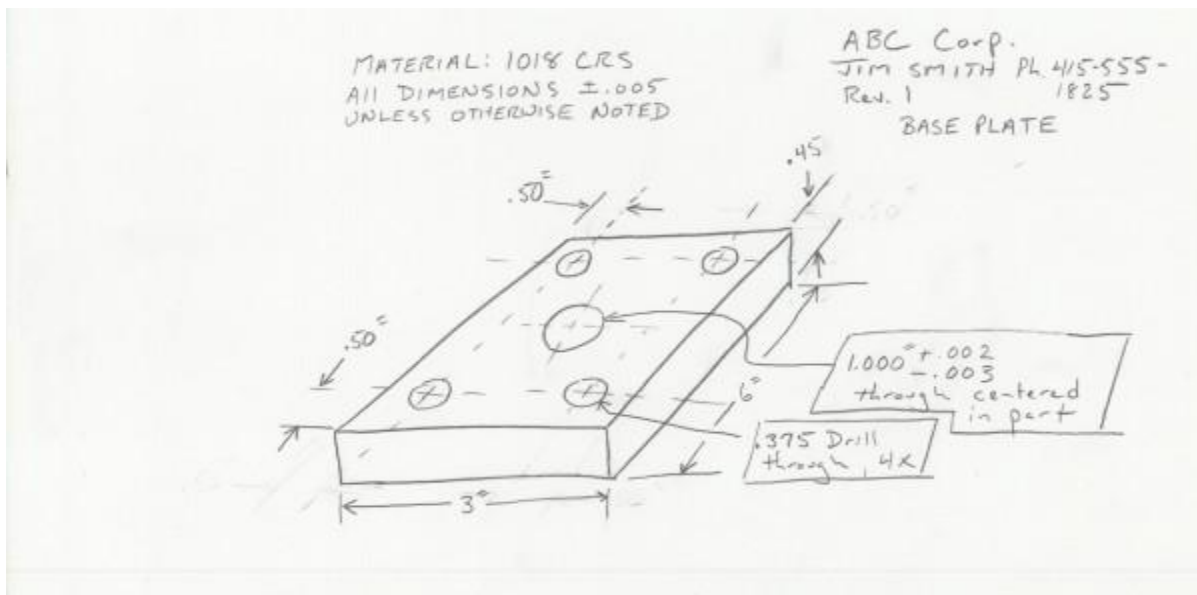 MATERIAL: 1018 CRS
All DIMENSIONS ±.005
UNLESS OTHERWISE NOTED
ABC Corp.
JIM SMITH Ph. 415-555-
1825
Rev. 1
BASE PLATE
.45
.50"
.50"
1.000" +.002
-.003
through centered
in part
6"
.375 Drill
through, 4x
3"